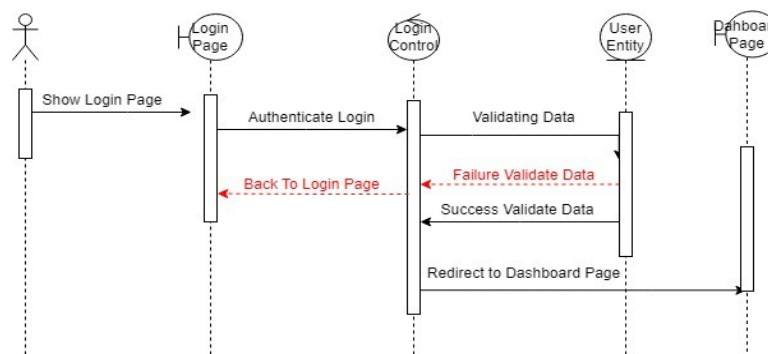 Login
Page
Login
Control
User
Entity
Dahboar
Page
Show Login Page
Authenticate Login
Validating Data
Back To Login Page
Failure Validate Data
Success Validate Data
Redirect to Dashboard Page